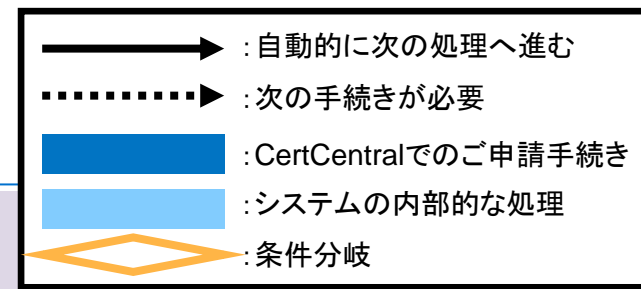 :自動的に次の処理へ進む
:次の手続きが必要
:CertCentralでのご申請手続き
:システムの内部的な処理
:条件分岐